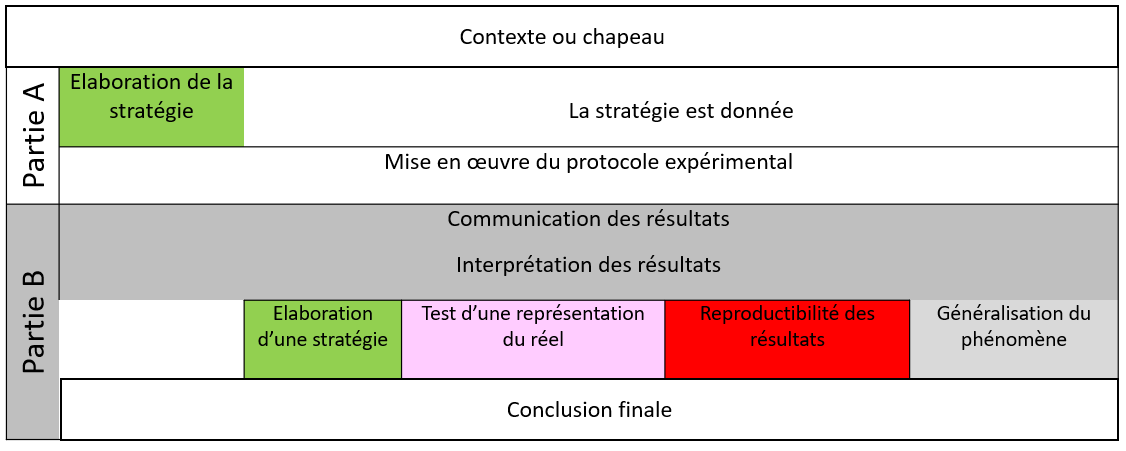 Contexte ou chapeau
Partie A
Elaboration de la
stratégie
La stratégie est donnée
Mise en œuvre du protocole expérimental
Partie B
Communication des résultats
Interprétation des résultats
Elaboration
d’une stratégie
Test d’une représentation
du réel
Reproductibilité des
résultats
Généralisation du
phénomène
Conclusion finale